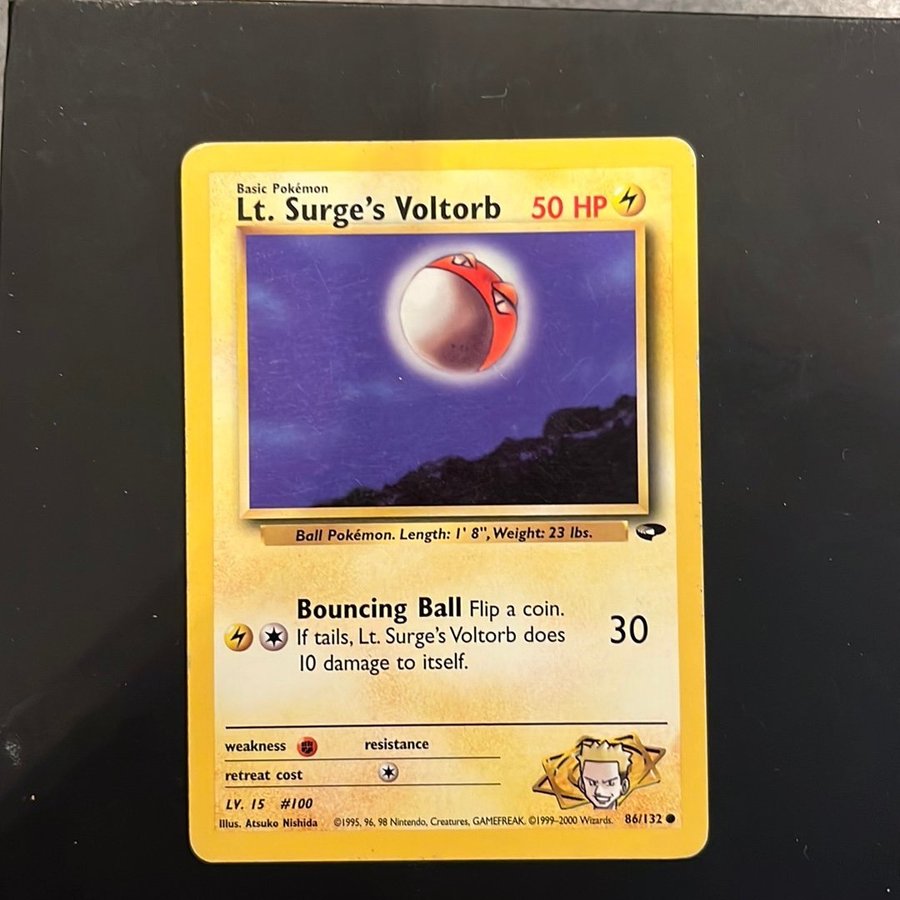 Basic Pokémon
Lt. Surge's Voltorb 50 HP
Ball Pokémon. Length: 1' 8", Weight: 23 lbs.
Bouncing Ball Flip a coin.
If tails, Lt. Surge's Voltorb does 30
10 damage to itself.
weakness resistance
retreat cost
LV. 15 #100
Illus. Atsuko Nishida ©1995, 96, 98 Nintendo, Creatures, GAMEFREAK. ©1999–2000 Wizards. 86/132